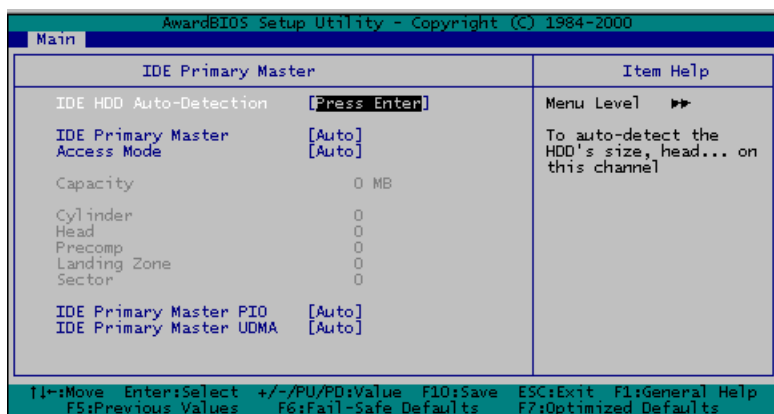 AwardBIOS Setup Utility - Copyright (C) 1984-2000
Main
IDE Primary Master
Item Help
IDE HDD Auto-Detection [Press Enter]
Menu Level ▸▸
IDE Primary Master [Auto]
To auto-detect the
Access Mode [Auto]
HDD's size, head... on
this channel
Capacity 0 MB
Cylinder 0
Head 0
Precomp 0
Landing Zone 0
Sector 0
IDE Primary Master PIO [Auto]
IDE Primary Master UDMA [Auto]
↑↓←:Move Enter:Select +/-/PU/PD:Value F10:Save ESC:Exit F1:General Help
F5:Previous Values F6:Fail-Safe Defaults F7:Optimized Defaults